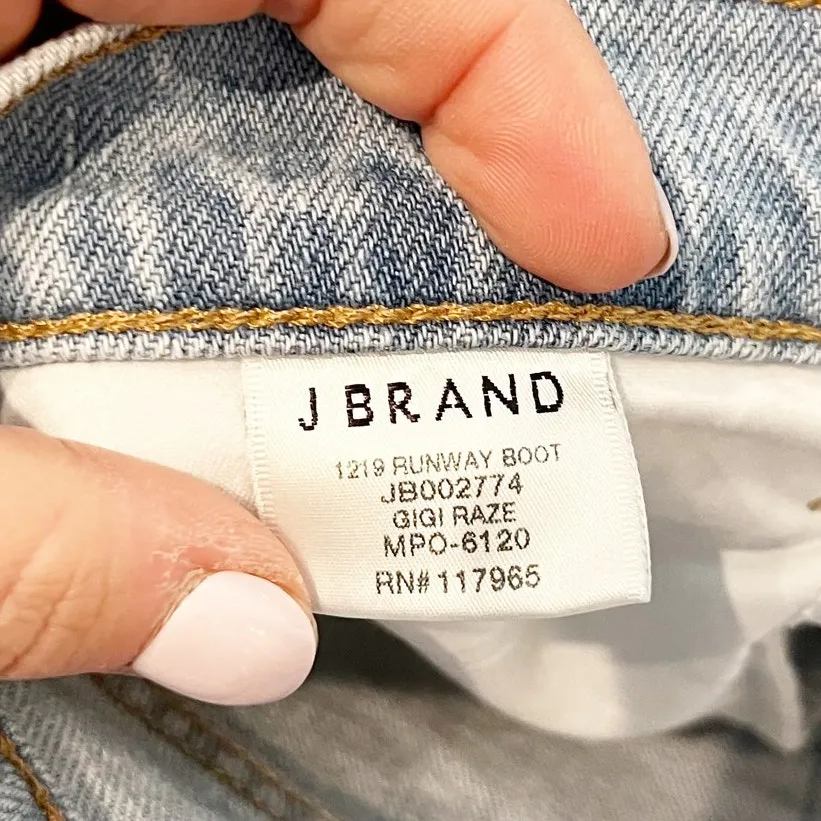 J BRAND
1219 RUNWAY BOOT
JB002774
GIGI RAZE
MPO-6120
RN# 117965